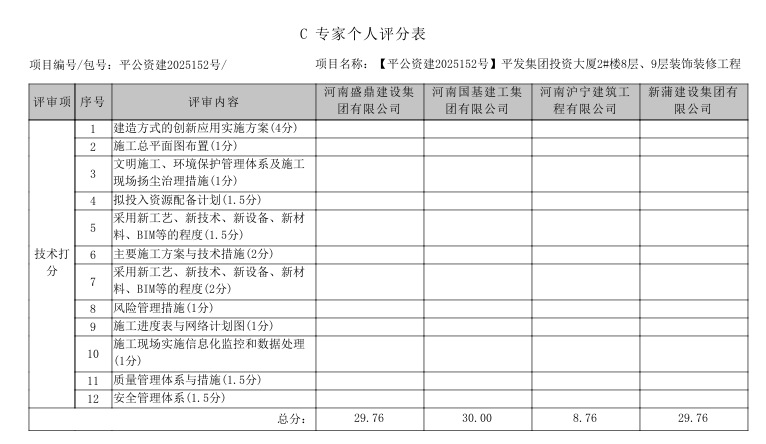 C 专家个人评分表
项目编号/包号: 平公资建2025152号/
项目名称: 【平公资建2025152号】平发集团投资大厦2#楼8层、9层装饰装修工程
评审项 序号 评审内容 河南盛鼎建设集团有限公司 河南国基建工集团有限公司 河南沪宁建筑工程有限公司 新蒲建设集团有限公司
技术打分
1 建造方式的创新应用实施方案(4分)
2 施工总平面图布置(1分)
3 文明施工、环境保护管理体系及施工
现场扬尘治理措施(1分)
4 拟投入资源配备计划(1.5分)
5 采用新工艺、新技术、新设备、新材
料、BIM等的程度(1.5分)
6 主要施工方案与技术措施(2分)
7 采用新工艺、新技术、新设备、新材
料、BIM等的程度(2分)
8 风险管理措施(1分)
9 施工进度表与网络计划图(1分)
10 施工现场实施信息化监控和数据处理
(1分)
11 质量管理体系与措施(1.5分)
12 安全管理体系(1.5分)
总分: 29.76 30.00 8.76 29.76